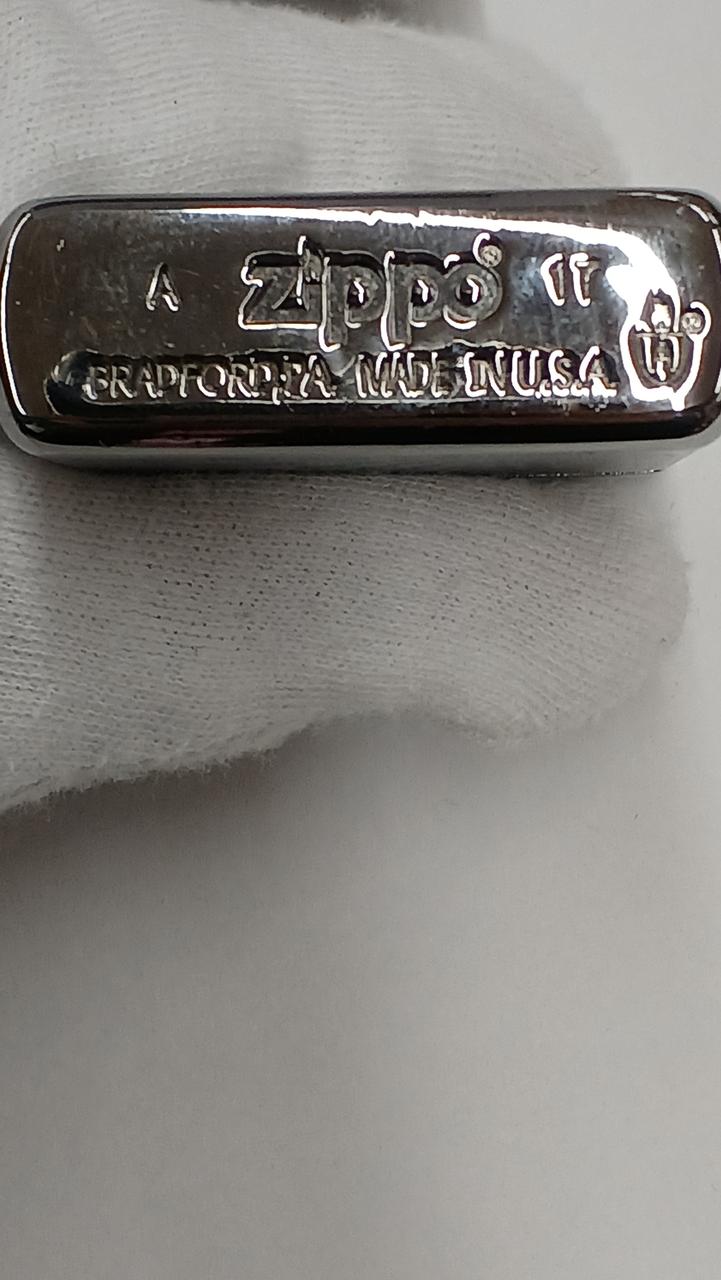 A zippo® 17
BRADFORD, PA. MADE IN U.S.A. ®